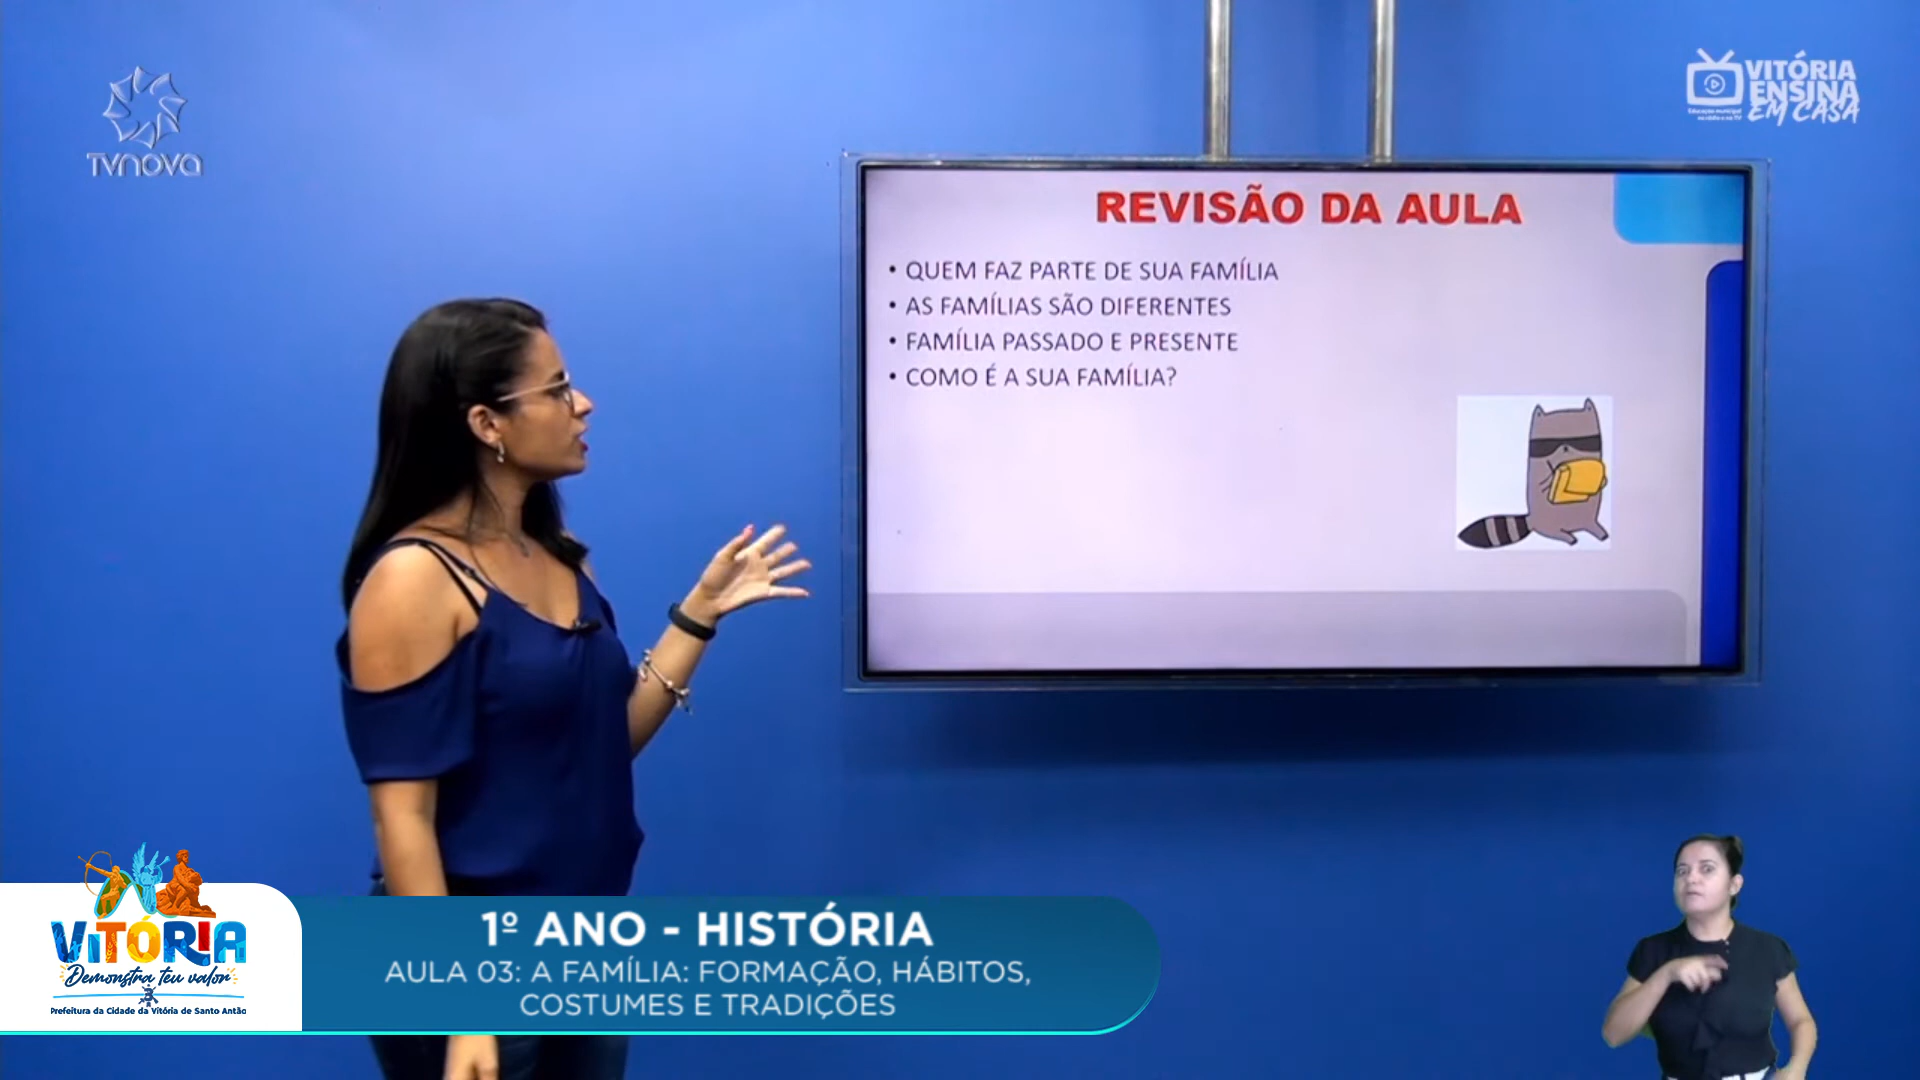 TVNOVA
VITÓRIA
ENSINA
EM CASA
REVISÃO DA AULA
• QUEM FAZ PARTE DE SUA FAMÍLIA
• AS FAMÍLIAS SÃO DIFERENTES
• FAMÍLIA PASSADO E PRESENTE
• COMO É A SUA FAMÍLIA?
VITÓRIA
Demonstra teu valor
Prefeitura da Cidade da Vitória de Santo Antão
1º ANO - HISTÓRIA
AULA 03: A FAMÍLIA: FORMAÇÃO, HÁBITOS,
COSTUMES E TRADIÇÕES